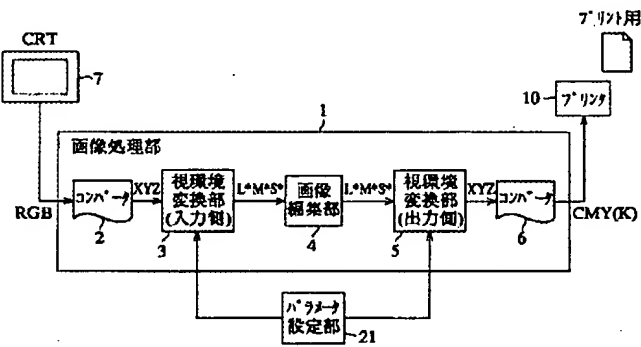 プリント用
CRT
7
10
プリンタ
1
画像処理部
RGB
コンバータ
2
XYZ
視環境
変換部
(入力側)
3
L*M*S*
画像
編集部
4
L*M*S*
視環境
変換部
(出力側)
5
XYZ
コンバータ
6
CMY(K)
パラメータ
設定部
21